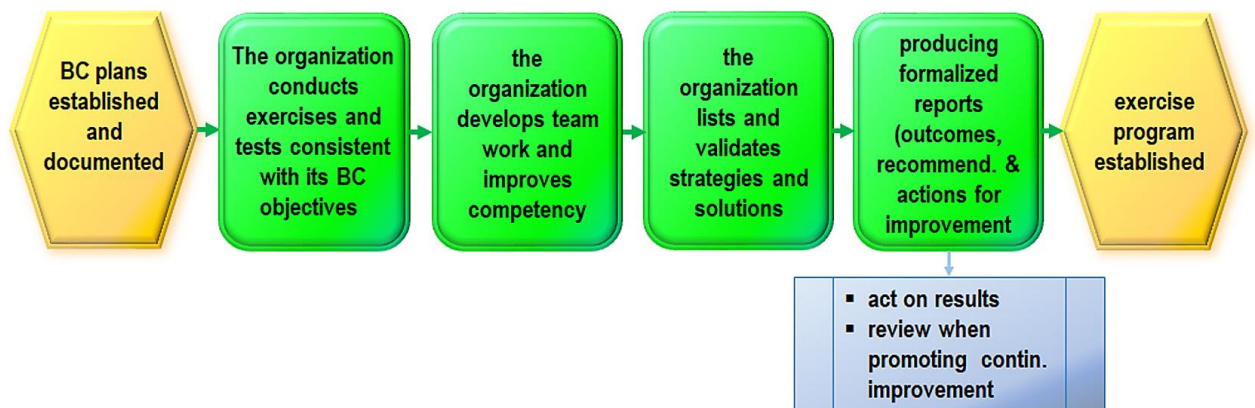 BC plans
established
and
documented
The organization
conducts
exercises and
tests consistent
with its BC
objectives
the
organization
develops team
work and
improves
competency
the
organization
lists and
validates
strategies and
solutions
producing
formalized
reports
(outcomes,
recommend. &
actions for
improvement
exercise
program
established
▪ act on results
▪ review when
promoting contin.
improvement